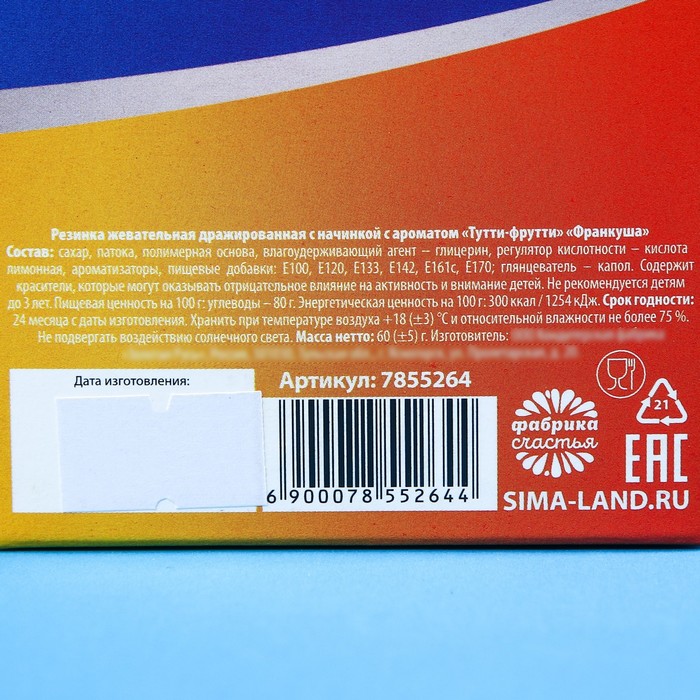 Резинка жевательная дражированная с начинкой с ароматом «Тутти-фрутти» «Франкуша»
Состав: сахар, патока, полимерная основа, влагоудерживающий агент – глицерин, регулятор кислотности – кислота
лимонная, ароматизаторы, пищевые добавки: Е100, Е120, Е133, Е142, Е161с, Е170; глянцеватель – капол. Содержит
красители, которые могут оказывать отрицательное влияние на активность и внимание детей. Не рекомендуется детям
до 3 лет. Пищевая ценность на 100 г: углеводы – 80 г. Энергетическая ценность на 100 г: 300 ккал / 1254 кДж. Срок годности:
24 месяца с даты изготовления. Хранить при температуре воздуха +18 (±3) °С и относительной влажности не более 75 %.
Не подвергать воздействию солнечного света. Масса нетто: 60 (±5) г. Изготовитель:
Дата изготовления:
Артикул: 7855264
6 900078 552644
фабрика
счастья
21
EAC
SIMA-LAND.RU